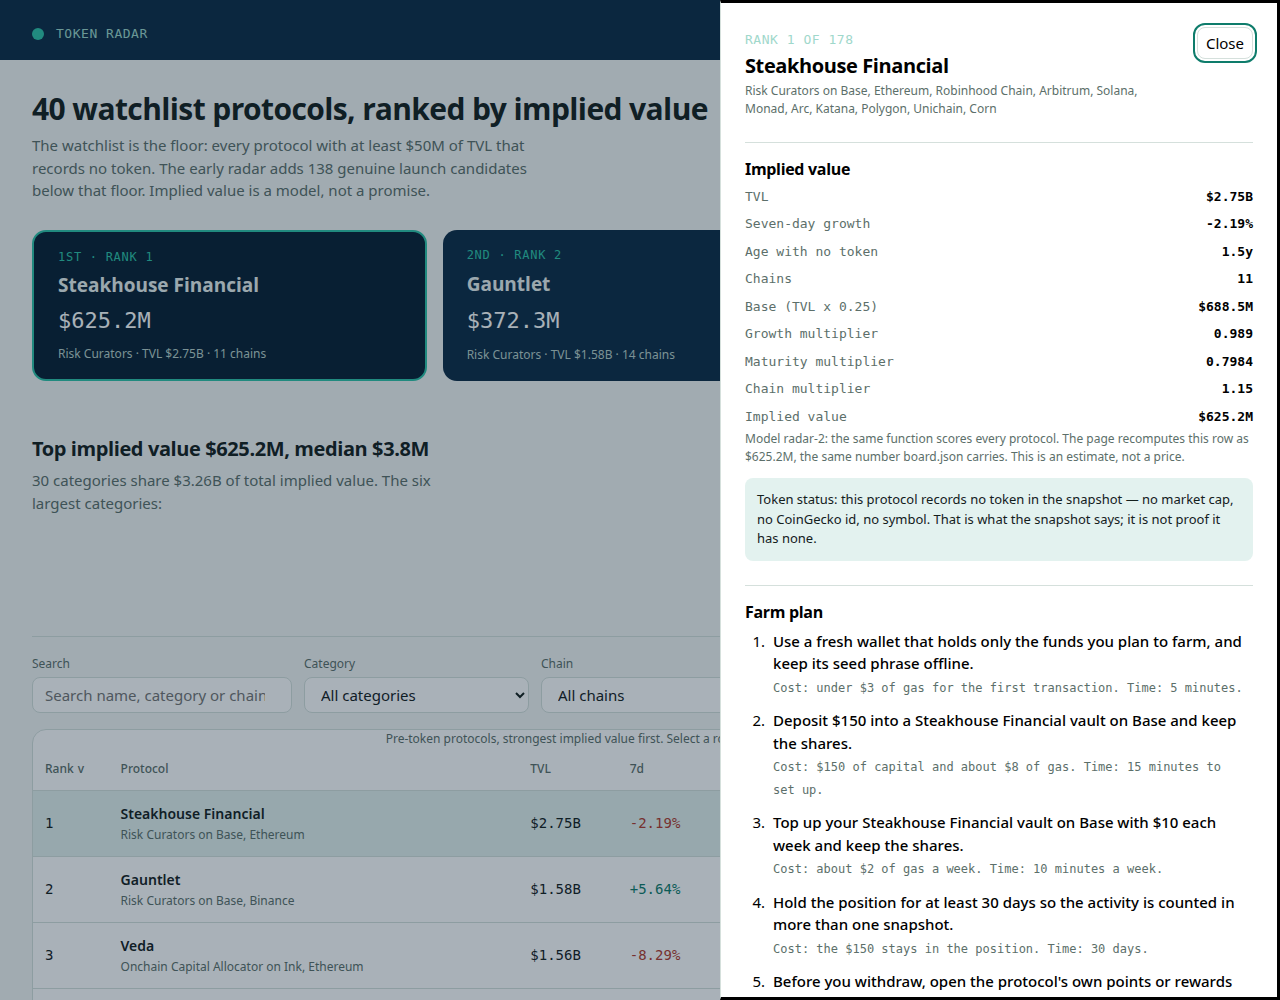 TOKEN RADAR
40 watchlist protocols, ranked by implied value
The watchlist is the floor: every protocol with at least $50M of TVL that
records no token. The early radar adds 138 genuine launch candidates
below that floor. Implied value is a model, not a promise.
1ST · RANK 1
Steakhouse Financial
$625.2M
Risk Curators · TVL $2.75B · 11 chains
2ND · RANK 2
Gauntlet
$372.3M
Risk Curators · TVL $1.58B · 14 chains
Top implied value $625.2M, median $3.8M
30 categories share $3.26B of total implied value. The six
largest categories:
Search
Category
Chain
Search name, category or chain
All categories
All chains
Pre-token protocols, strongest implied value first. Select a
Rank v
Protocol
TVL
7d
1
Steakhouse Financial
Risk Curators on Base, Ethereum
$2.75B
-2.19%
2
Gauntlet
Risk Curators on Base, Binance
$1.58B
+5.64%
3
Veda
Onchain Capital Allocator on Ink, Ethereum
$1.56B
-8.29%
RANK 1 OF 178
Close
Steakhouse Financial
Risk Curators on Base, Ethereum, Robinhood Chain, Arbitrum, Solana,
Monad, Arc, Katana, Polygon, Unichain, Corn
Implied value
TVL $2.75B
Seven-day growth -2.19%
Age with no token 1.5y
Chains 11
Base (TVL x 0.25) $688.5M
Growth multiplier 0.989
Maturity multiplier 0.7984
Chain multiplier 1.15
Implied value $625.2M
Model radar-2: the same function scores every protocol. The page recomputes this row as
$625.2M, the same number board.json carries. This is an estimate, not a price.
Token status: this protocol records no token in the snapshot — no market cap,
no CoinGecko id, no symbol. That is what the snapshot says; it is not proof it
has none.
Farm plan
1. Use a fresh wallet that holds only the funds you plan to farm, and
keep its seed phrase offline.
Cost: under $3 of gas for the first transaction. Time: 5 minutes.
2. Deposit $150 into a Steakhouse Financial vault on Base and keep
the shares.
Cost: $150 of capital and about $8 of gas. Time: 15 minutes to
set up.
3. Top up your Steakhouse Financial vault on Base with $10 each
week and keep the shares.
Cost: about $2 of gas a week. Time: 10 minutes a week.
4. Hold the position for at least 30 days so the activity is counted in
more than one snapshot.
Cost: the $150 stays in the position. Time: 30 days.
5. Before you withdraw, open the protocol's own points or rewards